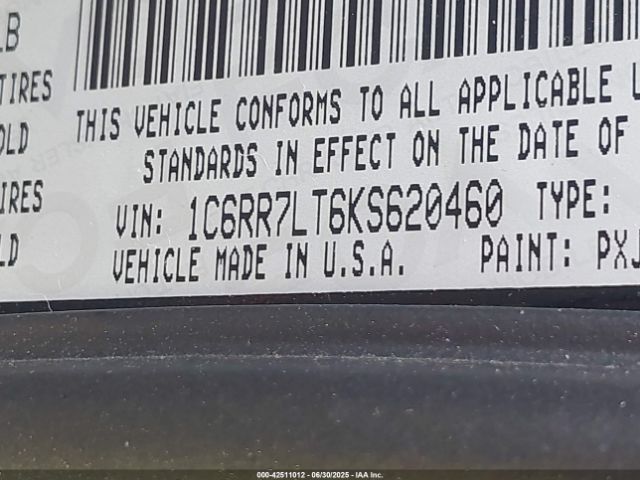 LB
TIRES
THIS VEHICLE CONFORMS TO ALL APPLICABLE
OLD
STANDARDS IN EFFECT ON THE DATE OF
IRES
VIN: 1C6RR7LT6KS620460 TYPE:
LD
VEHICLE MADE IN U.S.A. PAINT: PXJ
000-42511012 - 06/30/2025 - IAA Inc.